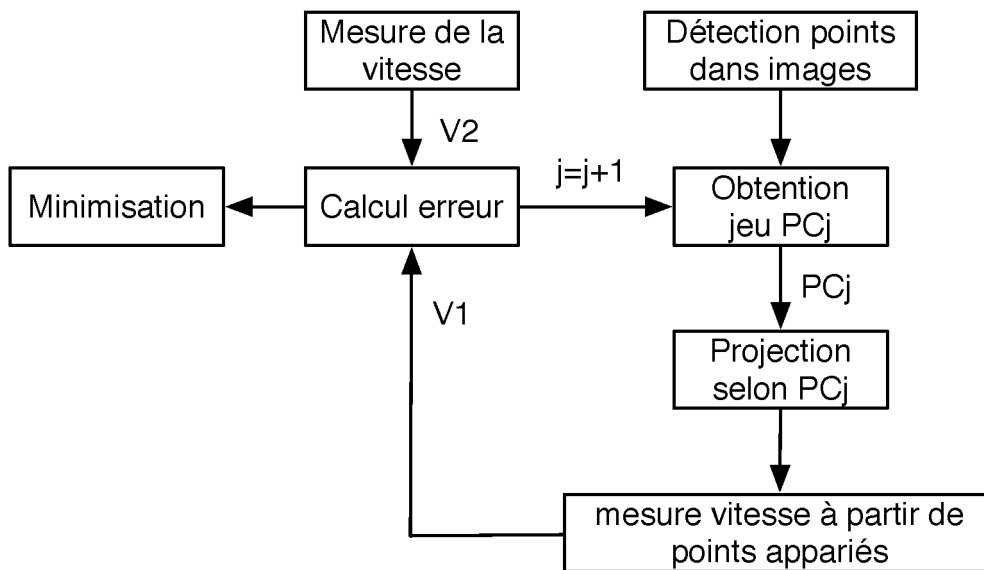 Mesure de la
vitesse
Détection points
dans images
V2
j=j+1
Minimisation
Calcul erreur
Obtention
jeu PCj
PCj
V1
Projection
selon PCj
mesure vitesse à partir de
points appariés